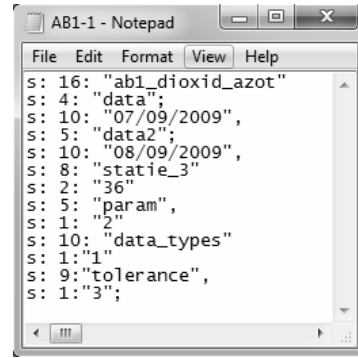 AB1-1 - Notepad
File Edit Format View Help
s: 16: "ab1_dioxid_azot"
s: 4: "data";
s: 10: "07/09/2009",
s: 5: "data2";
s: 10: "08/09/2009",
s: 8: "statie_3"
s: 2: "36"
s: 5: "param",
s: 1: "2"
s: 10: "data_types"
s: 1:"1"
s: 9:"tolerance",
s: 1:"3";